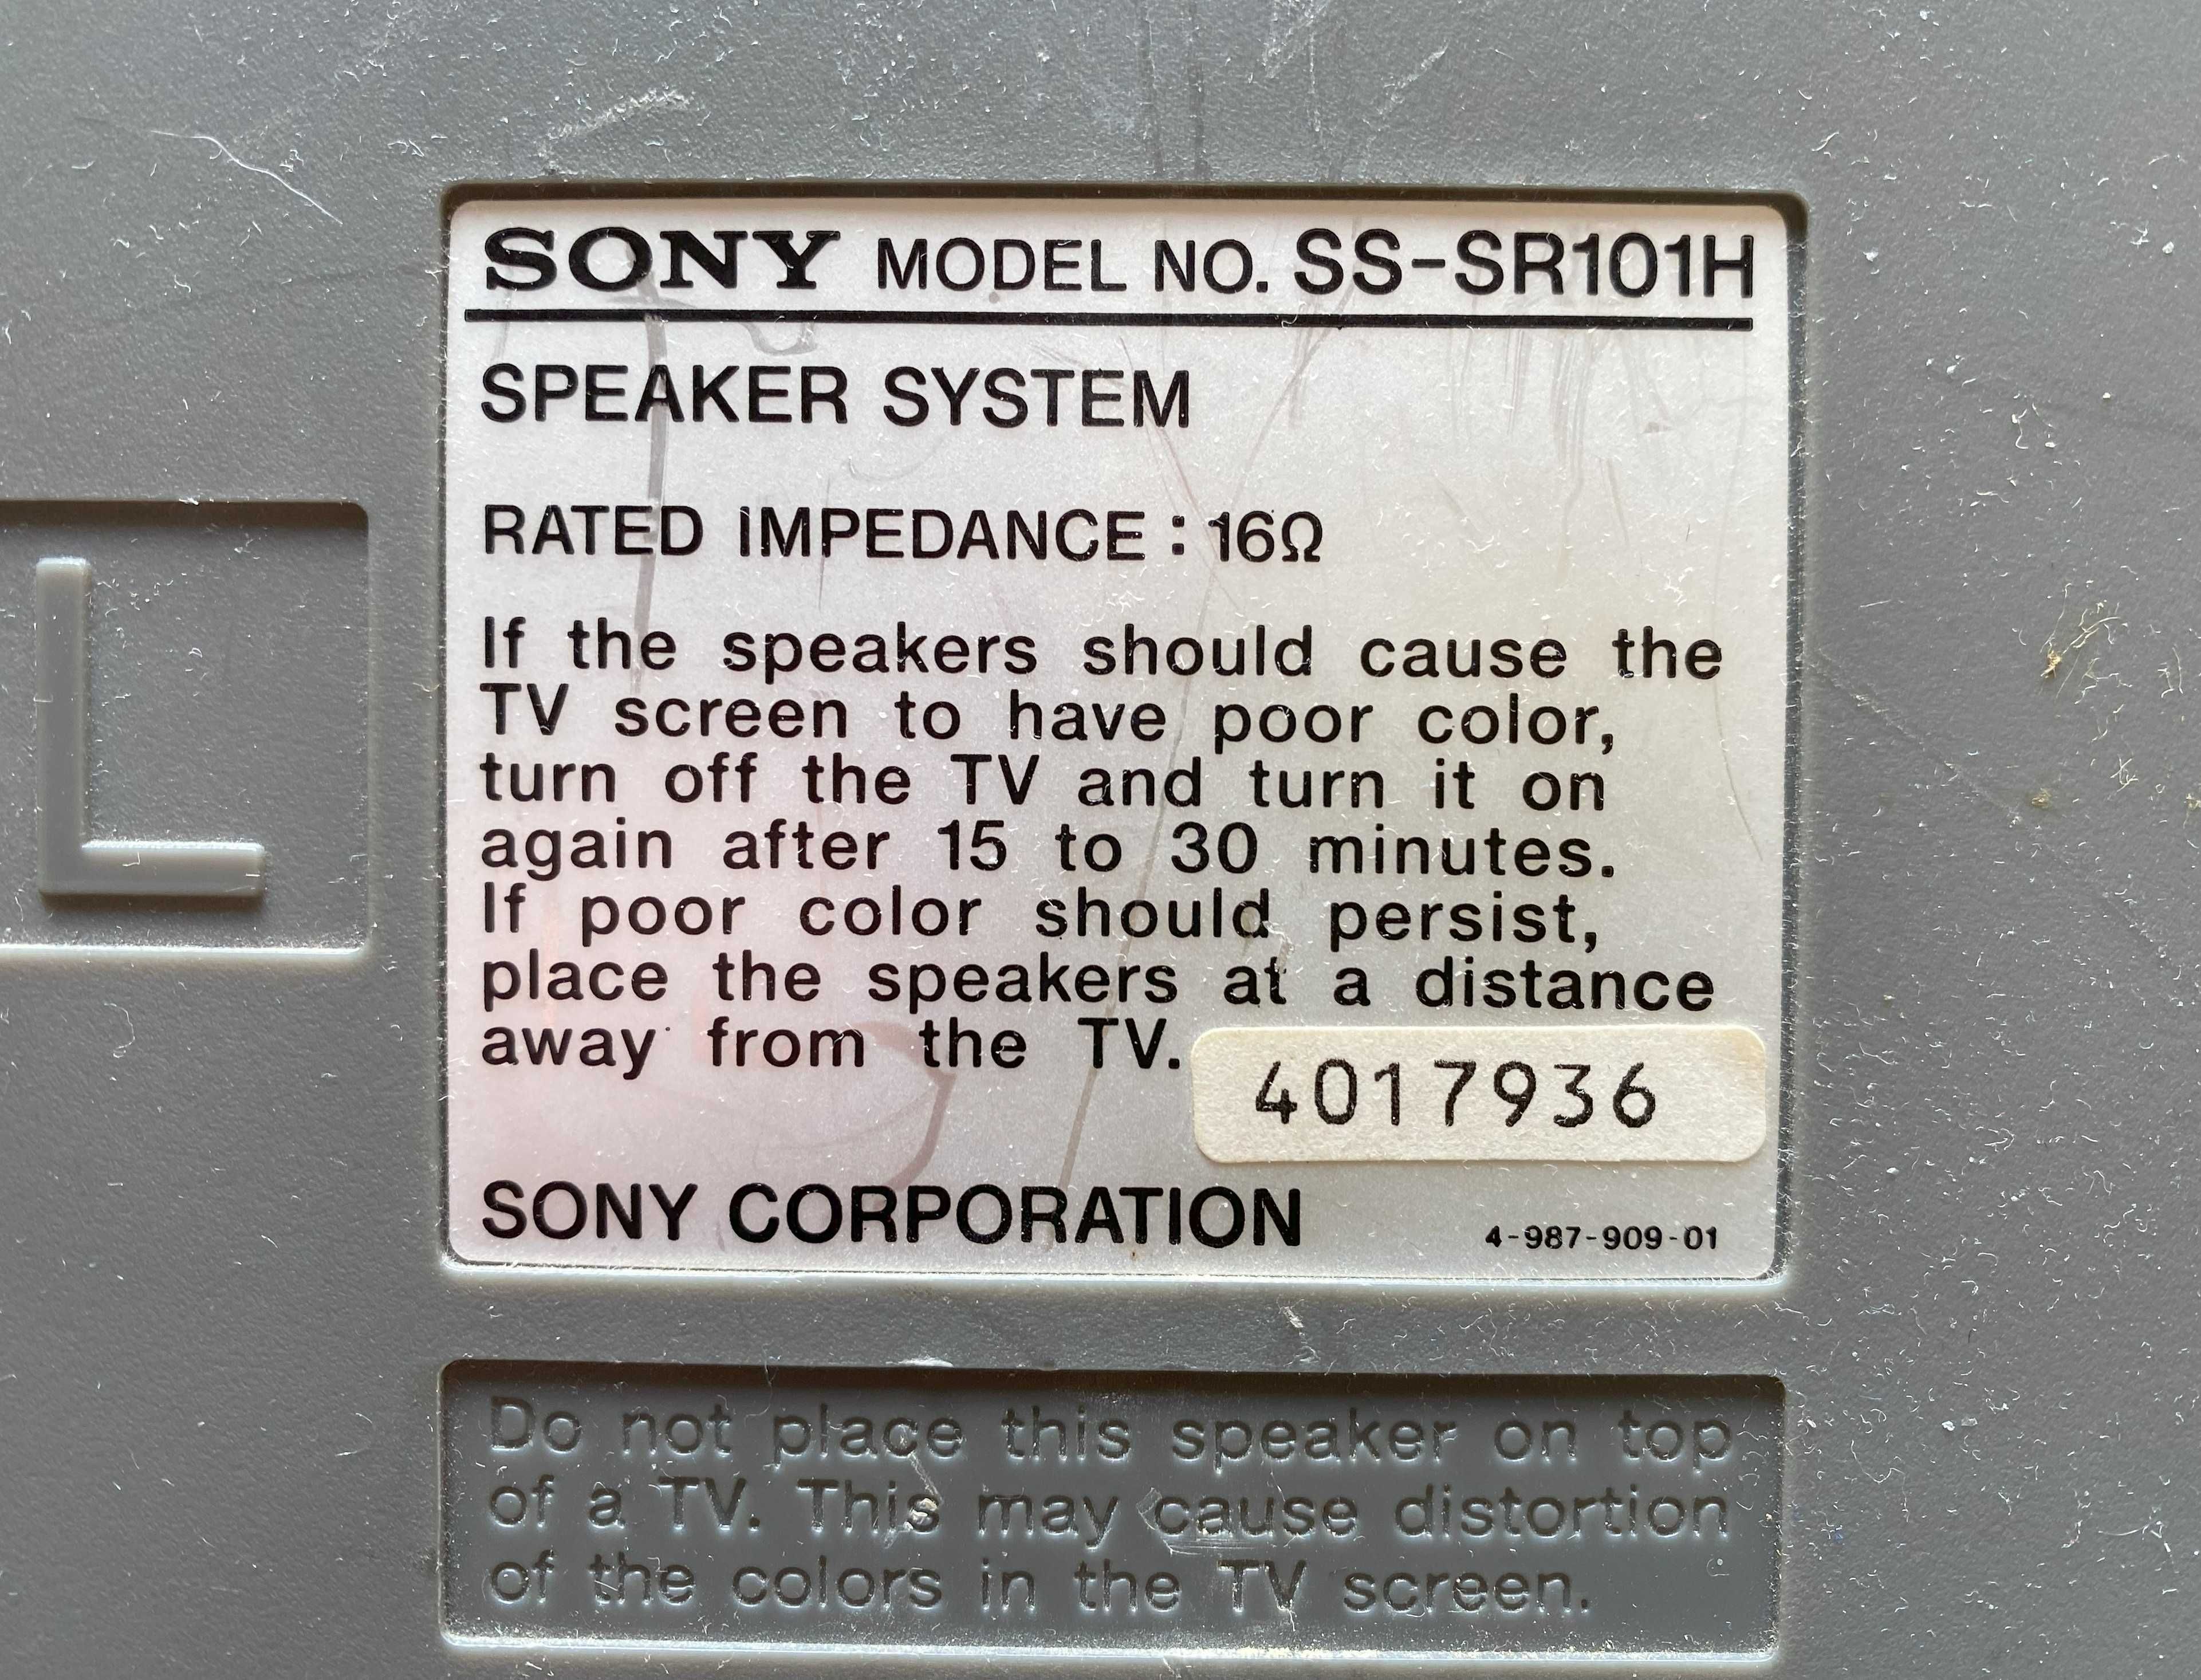 SONY MODEL NO. SS-SR101H
SPEAKER SYSTEM
RATED IMPEDANCE : 16Ω
L
If the speakers should cause the
TV screen to have poor color,
turn off the TV and turn it on
again after 15 to 30 minutes.
If poor color should persist,
place the speakers at a distance
away from the TV.
4017936
SONY CORPORATION 4-987-909-01
Do not place this speaker on top
of a TV. This may cause distortion
of the colors in the TV screen.